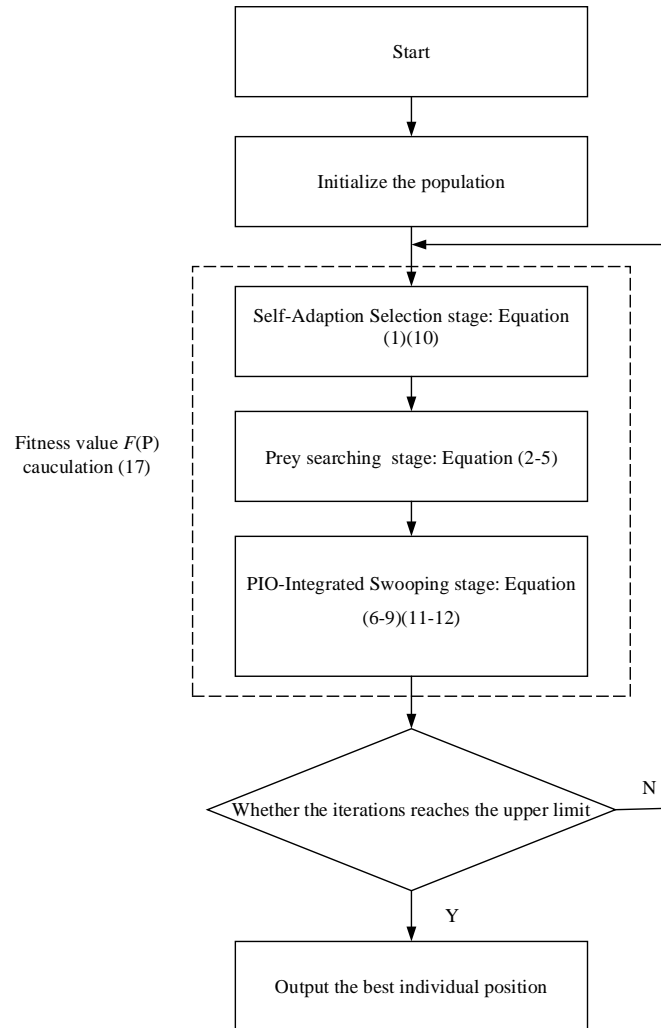 Start
Initialize the population
Self-Adaption Selection stage: Equation
(1)(10)
Prey searching stage: Equation (2-5)
Fitness value F(P)
cauculation (17)
PIO-Integrated Swooping stage: Equation
(6-9)(11-12)
Whether the iterations reaches the upper limit
N
Y
Output the best individual position